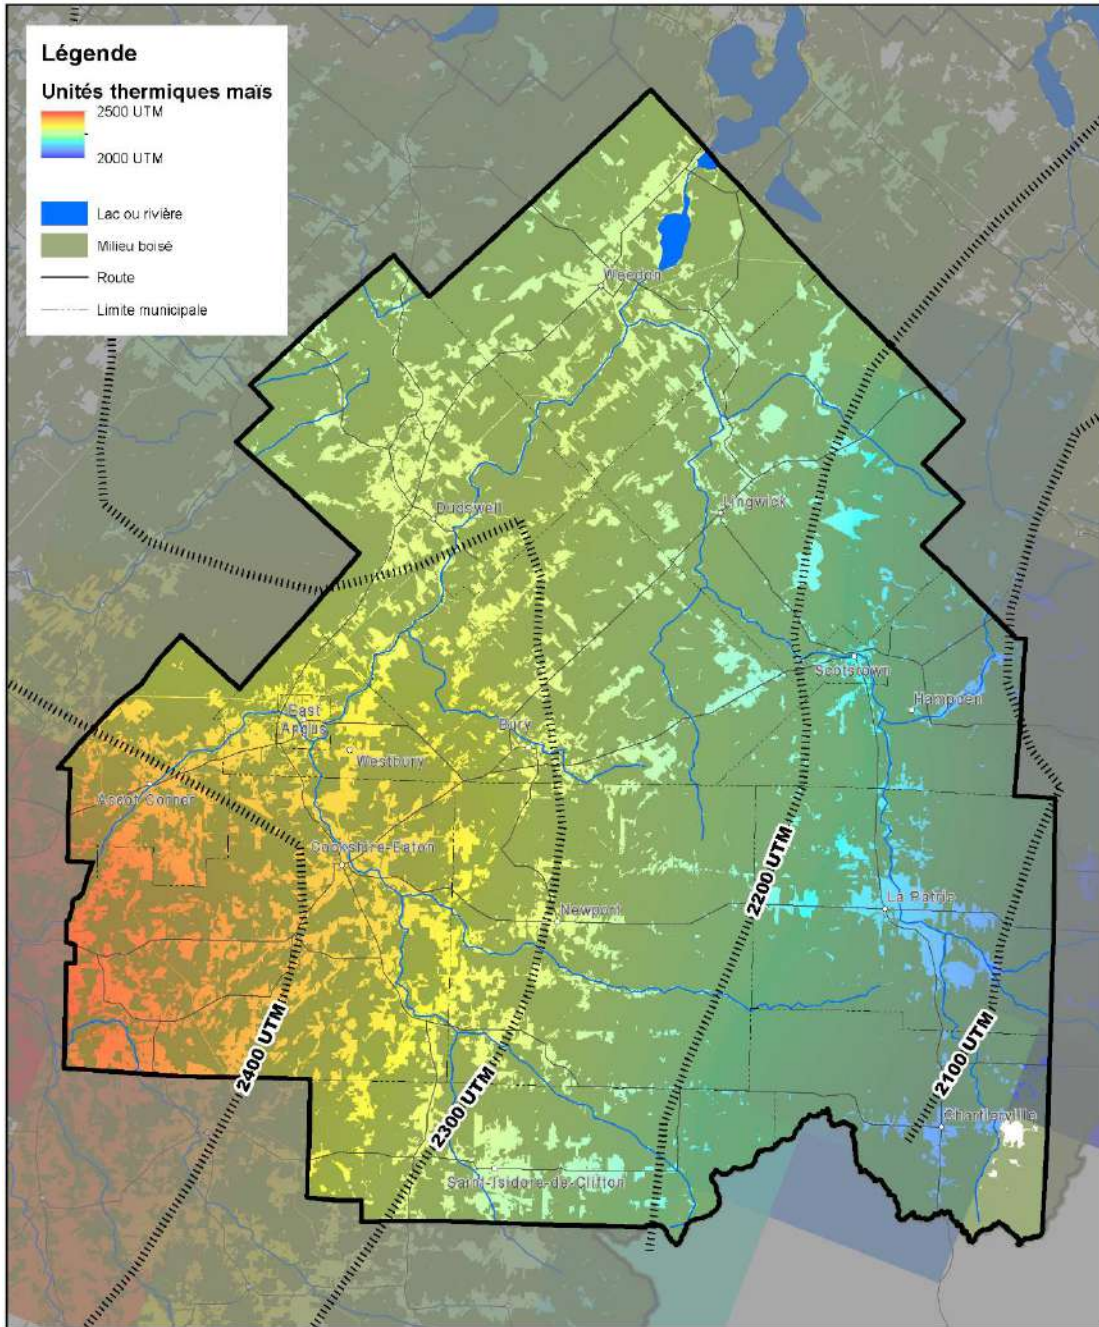 Légende
Unités thermiques maïs
2500 UTM
2000 UTM
Lac ou rivière
Milieu boisé
Route
Limite municipale
Weedon
Dudswell
Lingwick
Scotstown
Hampden
East
Angus
Bury
Westbury
Ascot Corner
Cookshire-Eaton
2200 UTM
La Patrie
Newport
2400 UTM
2300 UTM
2100 UTM
Chartierville
Saint-Isidore-de-Clifton